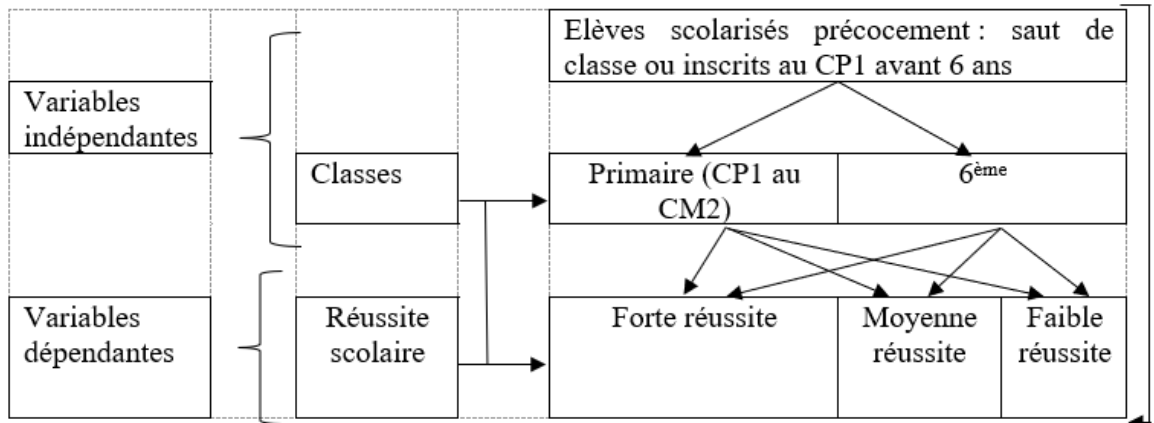 Elèves scolarisés précocement : saut de
classe ou inscrits au CP1 avant 6 ans
Variables
indépendantes
Classes
Primaire (CP1 au
CM2)
6ème
Variables
dépendantes
Réussite
scolaire
Forte réussite
Moyenne
réussite
Faible
réussite